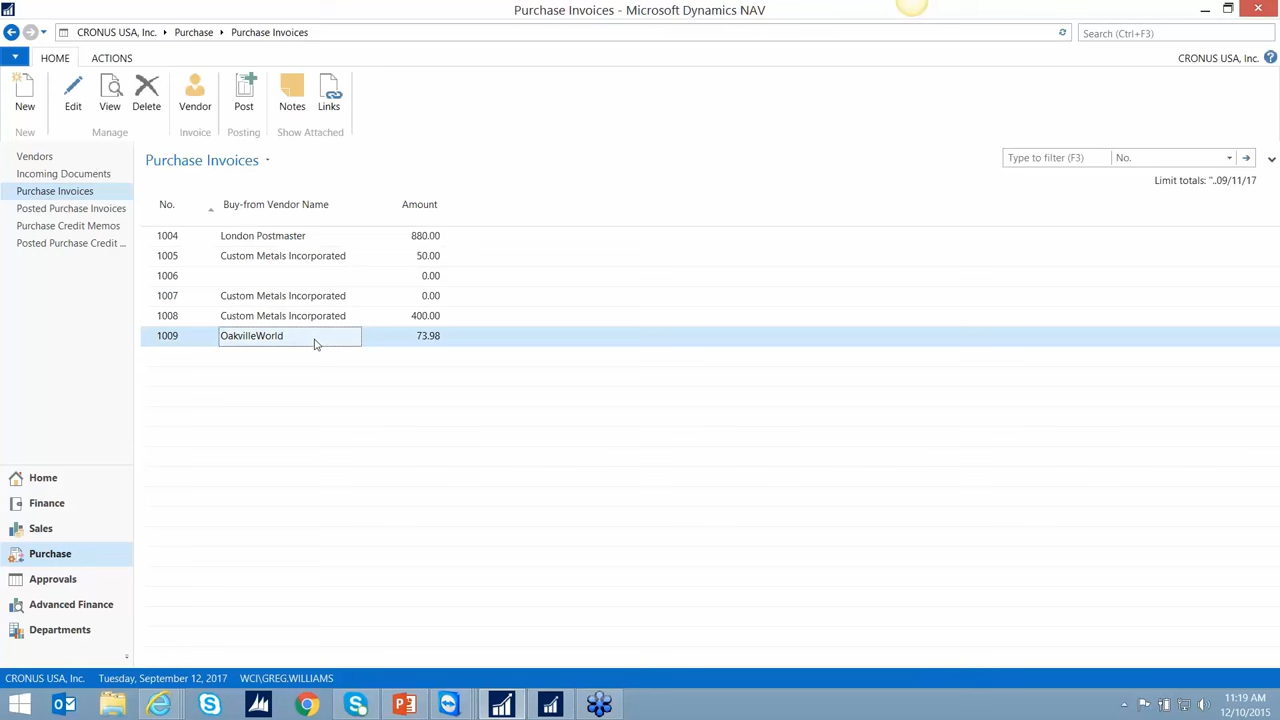 Purchase Invoices - Microsoft Dynamics NAV
CRONUS USA, Inc. Purchase Purchase Invoices
Search (Ctrl+F3)
HOME ACTIONS
CRONUS USA, Inc.
New Edit View Delete Vendor Post Notes Links
New Manage Invoice Posting Show Attached
Vendors
Incoming Documents
Purchase Invoices
Posted Purchase Invoices
Purchase Credit Memos
Posted Purchase Credit ...
Purchase Invoices
Type to filter (F3) No.
Limit totals: ''..09/11/17
No. Buy-from Vendor Name Amount
1004 London Postmaster 880.00
1005 Custom Metals Incorporated 50.00
1006 0.00
1007 Custom Metals Incorporated 0.00
1008 Custom Metals Incorporated 400.00
1009 OakvilleWorld 73.98
Home
Finance
Sales
Purchase
Approvals
Advanced Finance
Departments
CRONUS USA, Inc. Tuesday, September 12, 2017 WCI\GREG.WILLIAMS
11:19 AM
12/10/2015